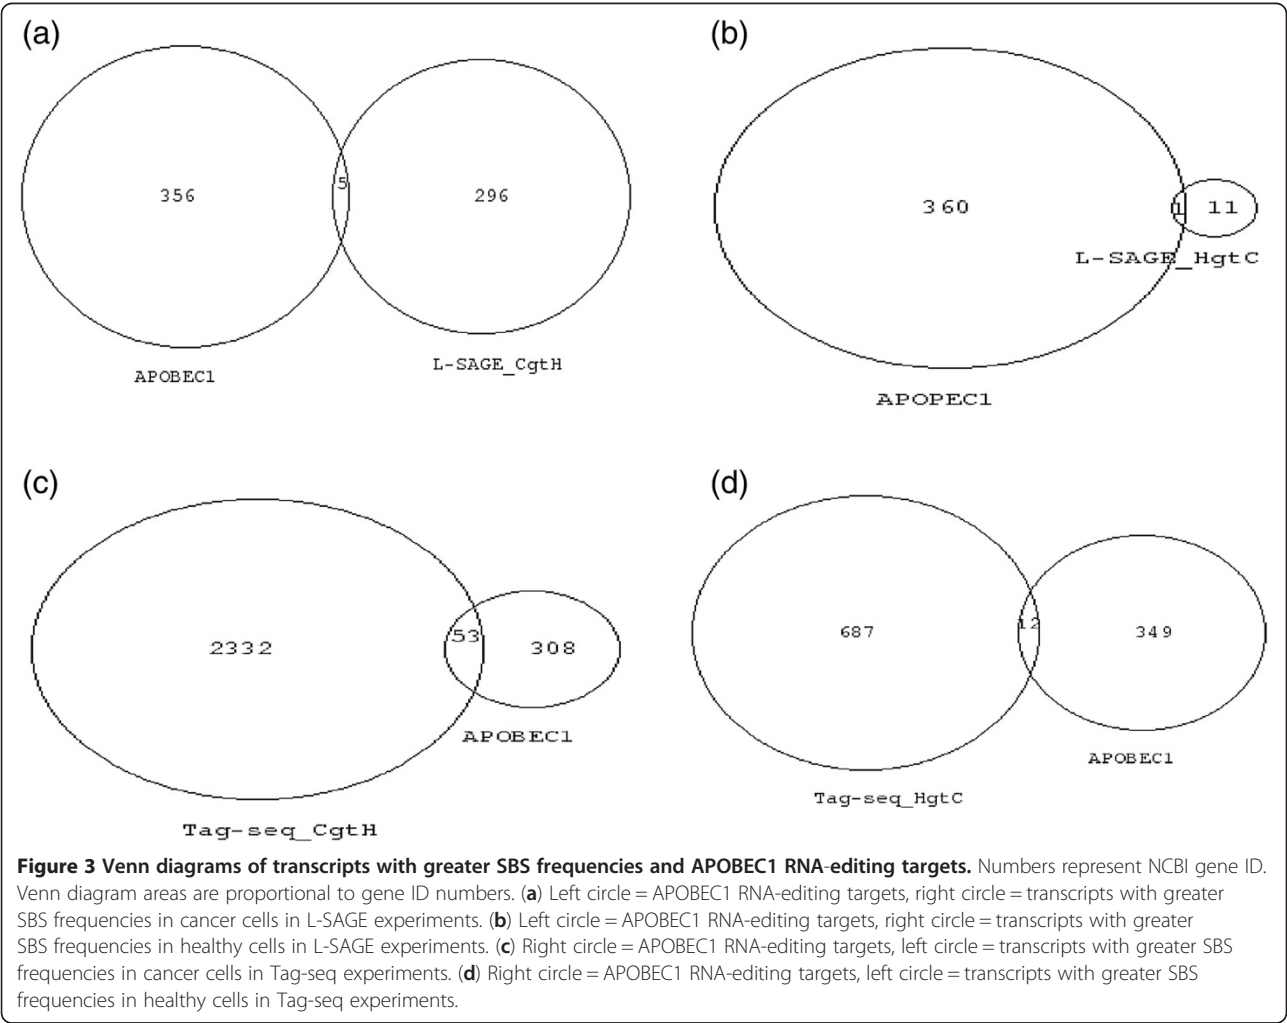 (a)
(b)
356
5
296
360
1
11
L-SAGE_HgtC
APOBEC1
L-SAGE_CgtH
APOPEC1
(c)
(d)
2332
53
308
687
12
349
APOBEC1
APOBEC1
Tag-seq_HgtC
Tag-seq_CgtH
Figure 3 Venn diagrams of transcripts with greater SBS frequencies and APOBEC1 RNA-editing targets. Numbers represent NCBI gene ID.
Venn diagram areas are proportional to gene ID numbers. (a) Left circle = APOBEC1 RNA-editing targets, right circle = transcripts with greater
SBS frequencies in cancer cells in L-SAGE experiments. (b) Left circle = APOBEC1 RNA-editing targets, right circle = transcripts with greater
SBS frequencies in healthy cells in L-SAGE experiments. (c) Right circle = APOBEC1 RNA-editing targets, left circle = transcripts with greater SBS
frequencies in cancer cells in Tag-seq experiments. (d) Right circle = APOBEC1 RNA-editing targets, left circle = transcripts with greater SBS
frequencies in healthy cells in Tag-seq experiments.